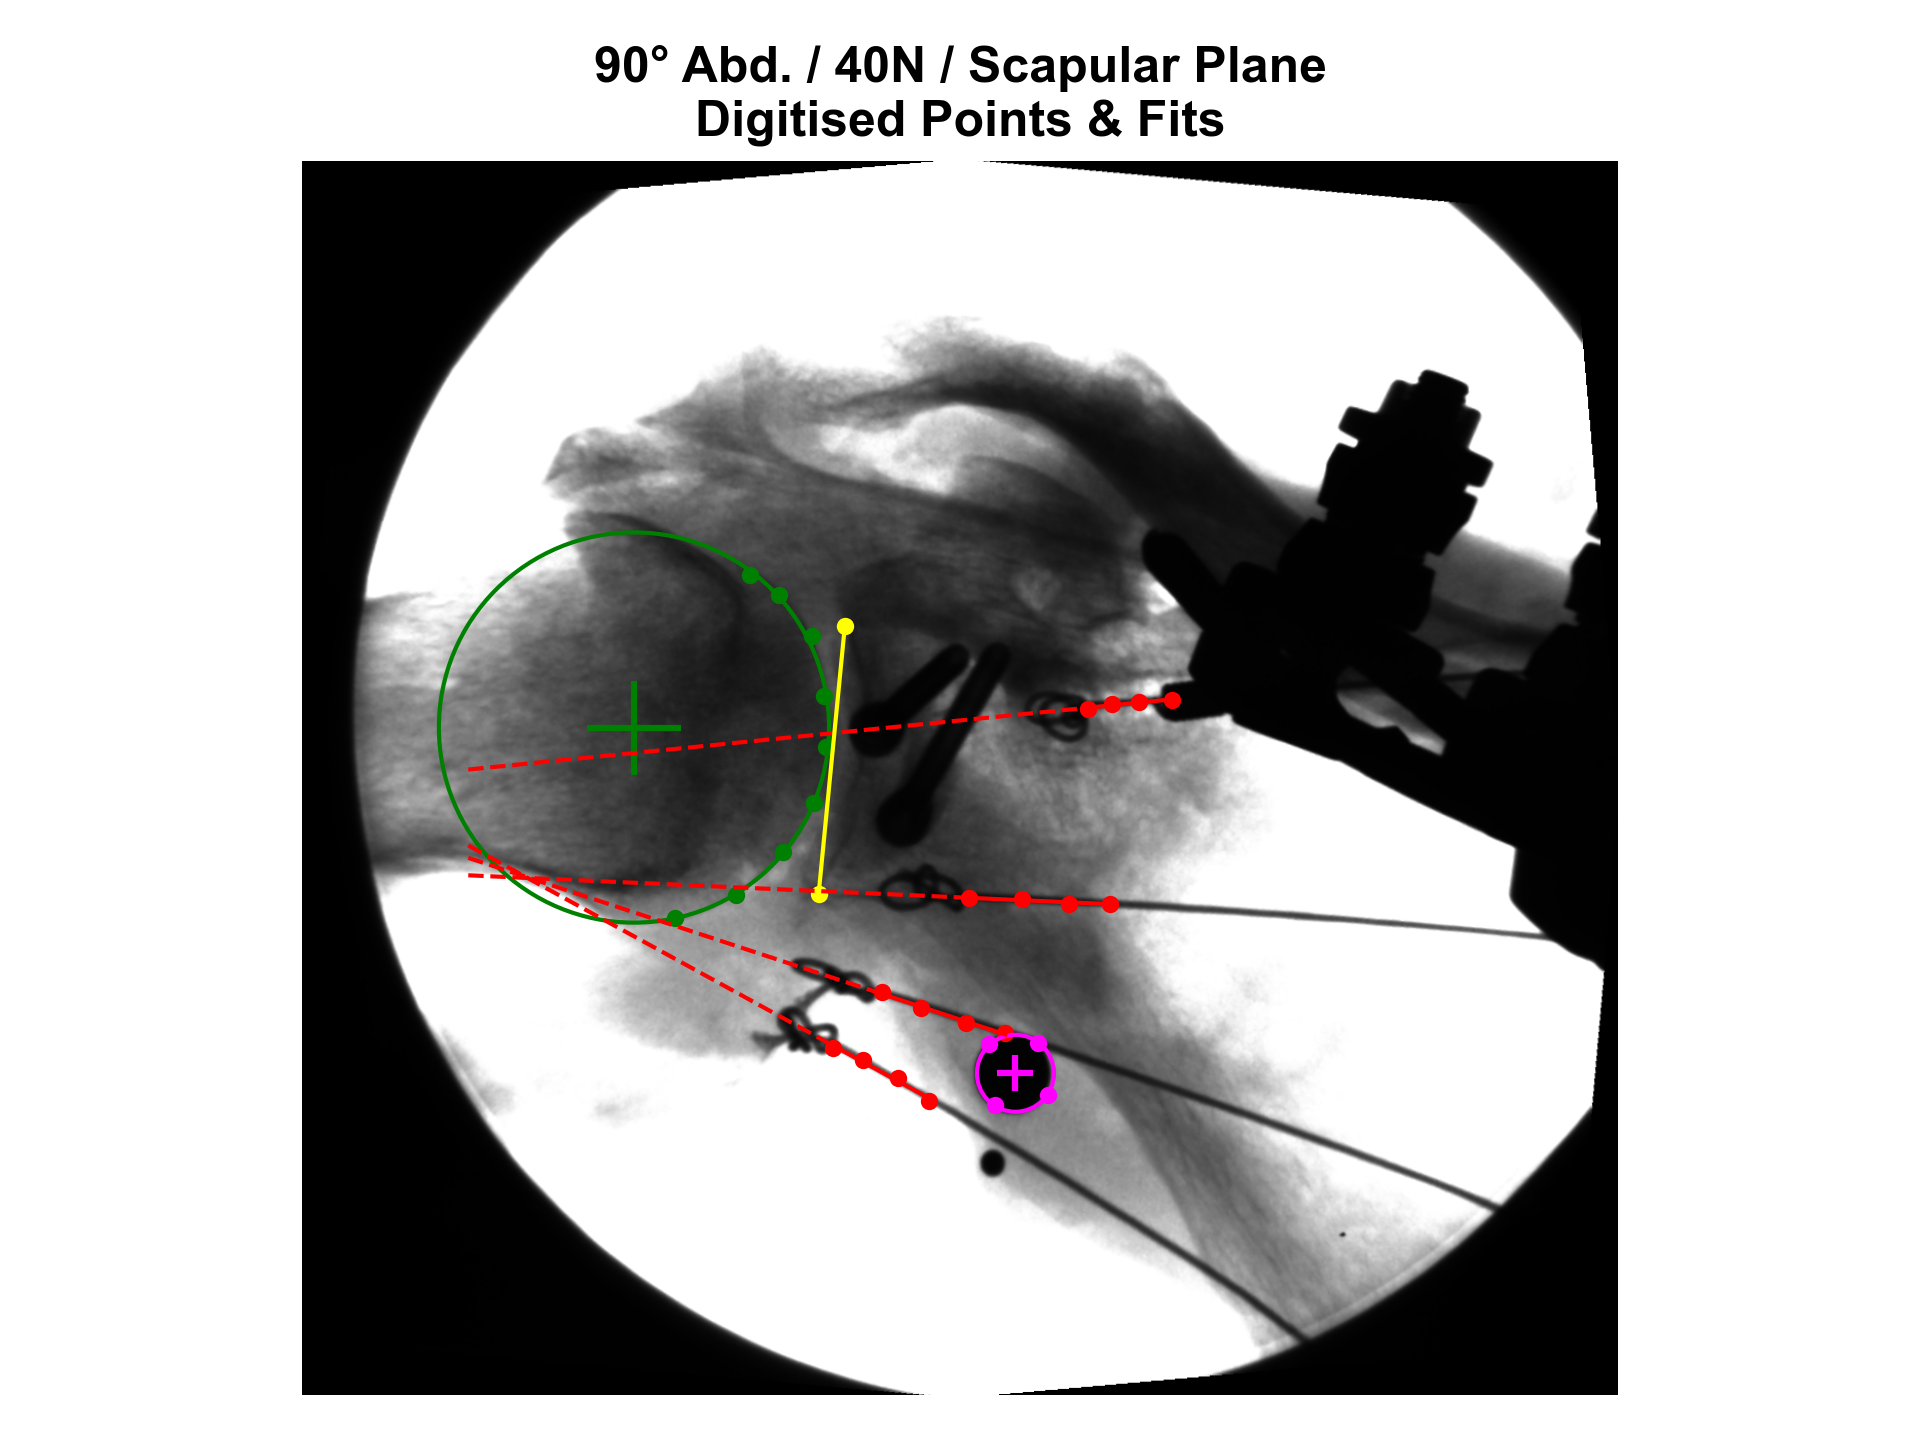 90° Abd. / 40N / Scapular Plane
Digitised Points & Fits